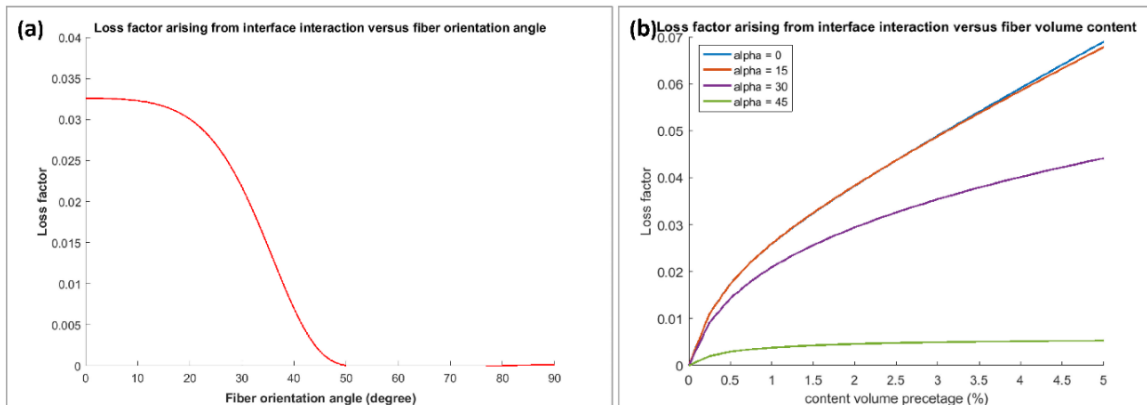 (a)
Loss factor arising from interface interaction versus fiber orientation angle
0.04
0.035
0.03
0.025
0.02
0.015
0.01
0.005
0
Loss factor
0 10 20 30 40 50 60 70 80 90
Fiber orientation angle (degree)
(b)
Loss factor arising from interface interaction versus fiber volume content
0.07
0.06
0.05
0.04
0.03
0.02
0.01
0
Loss factor
alpha = 0
alpha = 15
alpha = 30
alpha = 45
0 0.5 1 1.5 2 2.5 3 3.5 4 4.5 5
content volume precetage (%)